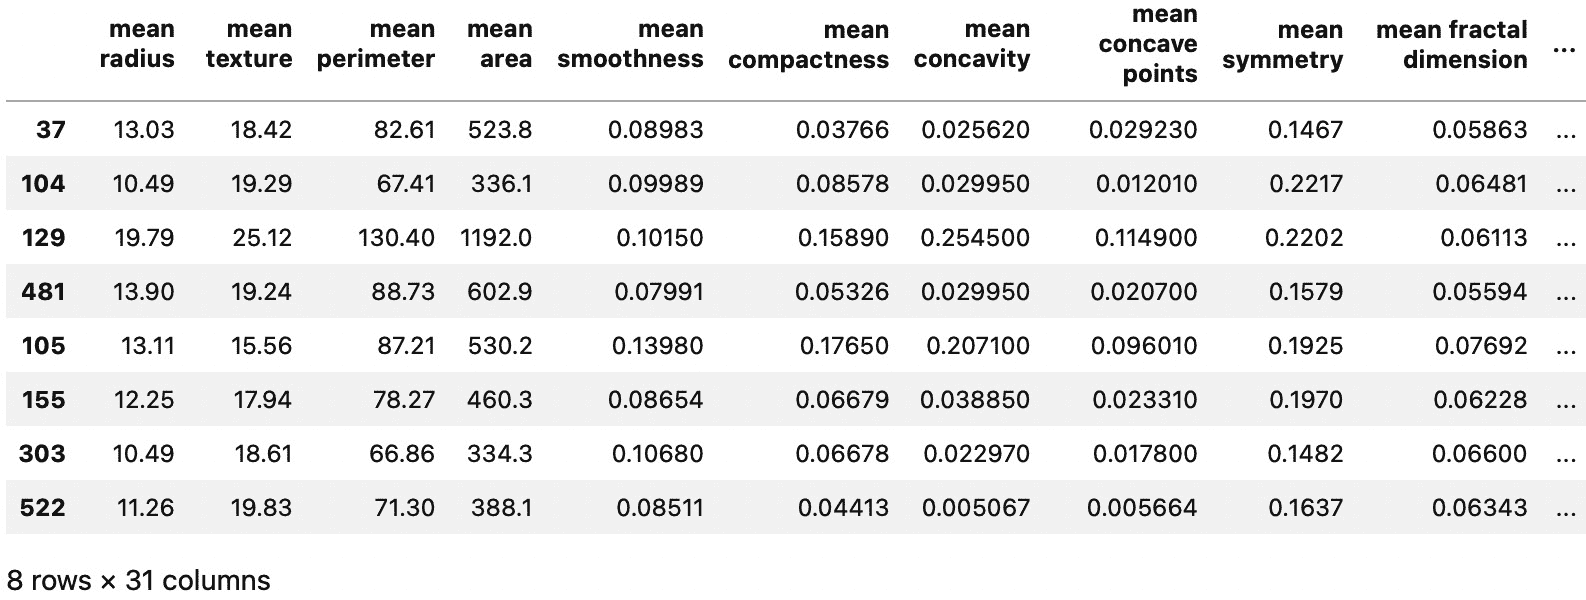 mean radius mean texture mean perimeter mean area mean smoothness mean compactness mean concavity mean concave points mean symmetry mean fractal dimension ...
37 13.03 18.42 82.61 523.8 0.08983 0.03766 0.025620 0.029230 0.1467 0.05863 ...
104 10.49 19.29 67.41 336.1 0.09989 0.08578 0.029950 0.012010 0.2217 0.06481 ...
129 19.79 25.12 130.40 1192.0 0.10150 0.15890 0.254500 0.114900 0.2202 0.06113 ...
481 13.90 19.24 88.73 602.9 0.07991 0.05326 0.029950 0.020700 0.1579 0.05594 ...
105 13.11 15.56 87.21 530.2 0.13980 0.17650 0.207100 0.096010 0.1925 0.07692 ...
155 12.25 17.94 78.27 460.3 0.08654 0.06679 0.038850 0.023310 0.1970 0.06228 ...
303 10.49 18.61 66.86 334.3 0.10680 0.06678 0.022970 0.017800 0.1482 0.06600 ...
522 11.26 19.83 71.30 388.1 0.08511 0.04413 0.005067 0.005664 0.1637 0.06343 ...
8 rows × 31 columns